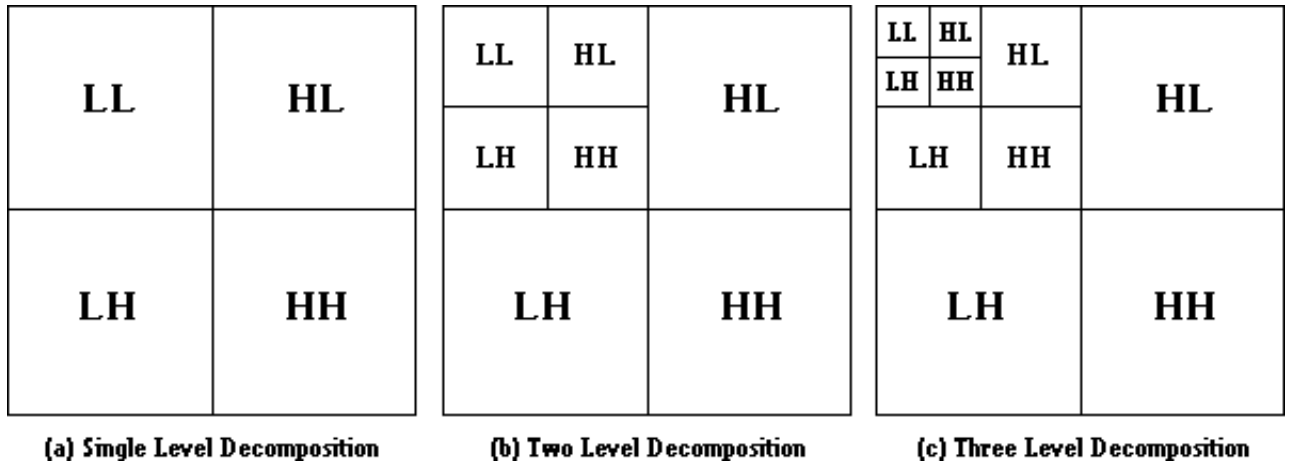 LL HL
LH HH
(a) Single Level Decomposition
LL HL
HL
LH HH
LH HH
(b) Two Level Decomposition
LL HL
HL
LH HH
HL
LH HH
LH HH
(c) Three Level Decomposition